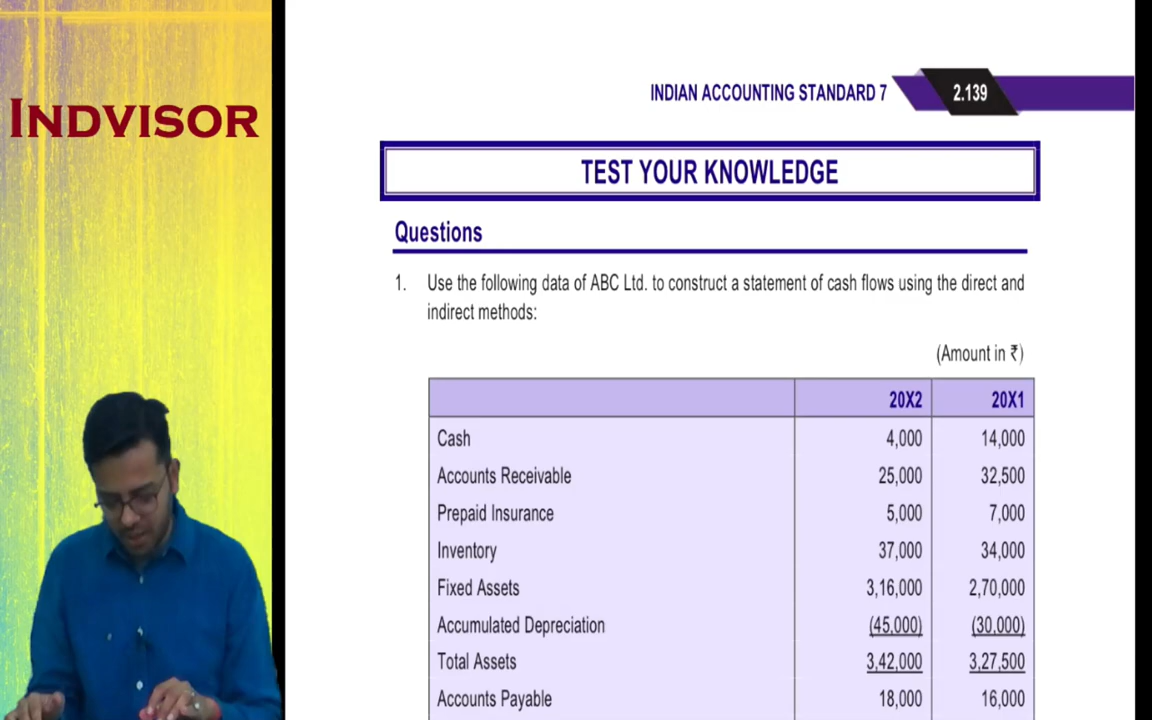 INDVISOR
INDIAN ACCOUNTING STANDARD 7 2.139
TEST YOUR KNOWLEDGE
Questions
1. Use the following data of ABC Ltd. to construct a statement of cash flows using the direct and
indirect methods:
(Amount in ₹)
20X2 20X1
Cash 4,000 14,000
Accounts Receivable 25,000 32,500
Prepaid Insurance 5,000 7,000
Inventory 37,000 34,000
Fixed Assets 3,16,000 2,70,000
Accumulated Depreciation (45,000) (30,000)
Total Assets 3,42,000 3,27,500
Accounts Payable 18,000 16,000